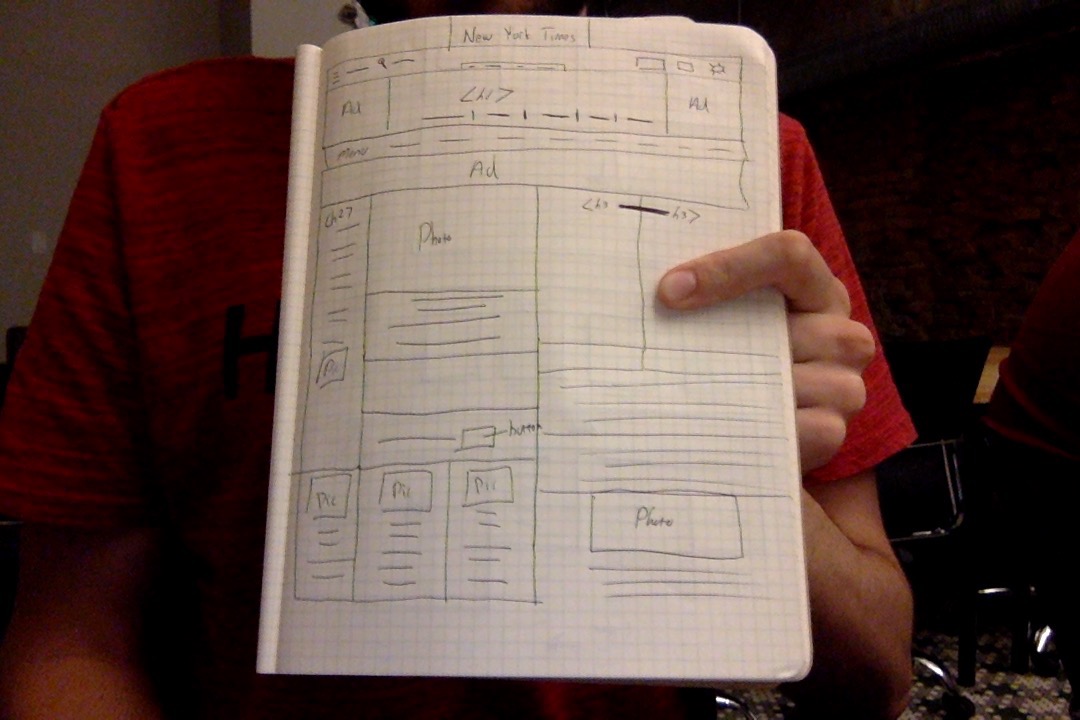 New York Times
Ad
<h1>
Ad
Menu
Ad
<h2>
Photo
<h3
h3>
Pic
button
Pic
Pic
Pic
Photo
H